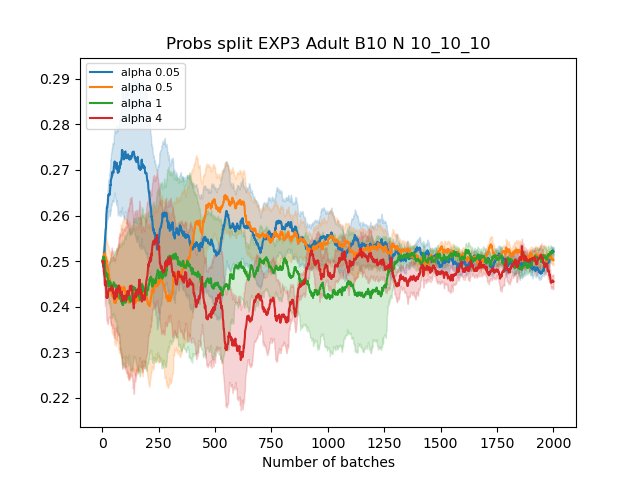 Probs split EXP3 Adult B10 N 10_10_10
alpha 0.05
alpha 0.5
alpha 1
alpha 4
0.29
0.28
0.27
0.26
0.25
0.24
0.23
0.22
0 250 500 750 1000 1250 1500 1750 2000
Number of batches